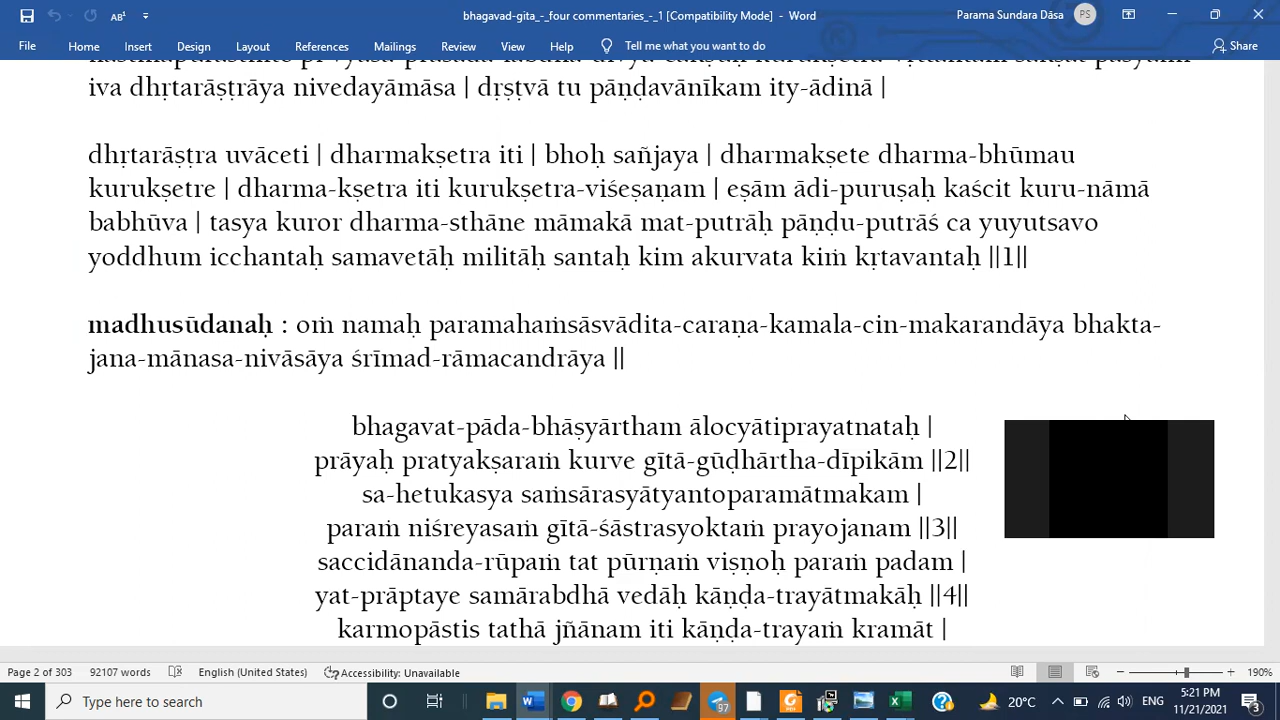 bhagavad-gita_-_four commentaries_-_1 [Compatibility Mode] - Word
Parama Sundara Dāsa PS
File Home Insert Design Layout References Mailings Review View Help Tell me what you want to do Share
iva dhṛtarāṣṭrāya nivedayāmāsa | dṛṣṭvā tu pāṇḍavānīkam ity-ādinā |
dhṛtarāṣṭra uvāceti | dharmakṣetra iti | bhoḥ sañjaya | dharmakṣete dharma-bhūmau
kurukṣetre | dharma-kṣetra iti kurukṣetra-viśeṣaṇam | eṣām ādi-puruṣaḥ kaścit kuru-nāmā
babhūva | tasya kuror dharma-sthāne māmakā mat-putrāḥ pāṇḍu-putrāś ca yuyutsavo
yoddhum icchantaḥ samavetāḥ militāḥ santaḥ kim akurvata kiṁ kṛtavantaḥ ||1||
madhusūdanaḥ : oṁ namaḥ paramahaṁsāsvādita-caraṇa-kamala-cin-makarandāya bhakta-
jana-mānasa-nivāsāya śrīmad-rāmacandrāya ||
bhagavat-pāda-bhāṣyārtham ālocyātiprayatnataḥ |
prāyaḥ pratyakṣaraṁ kurve gītā-gūḍhārtha-dīpikām ||2||
sa-hetukasya saṁsārasyātyantoparamātmakam |
paraṁ niśreyasaṁ gītā-śāstrasyoktaṁ prayojanam ||3||
saccidānanda-rūpaṁ tat pūrṇaṁ viṣṇoḥ paraṁ padam |
yat-prāptaye samārabdhā vedāḥ kāṇḍa-trayātmakāḥ ||4||
karmopāstis tathā jñānam iti kāṇḍa-trayaṁ kramāt |
Page 2 of 303 92107 words English (United States) Accessibility: Unavailable 190%
Type here to search 97 20°C ENG 5:21 PM
11/21/2021 3